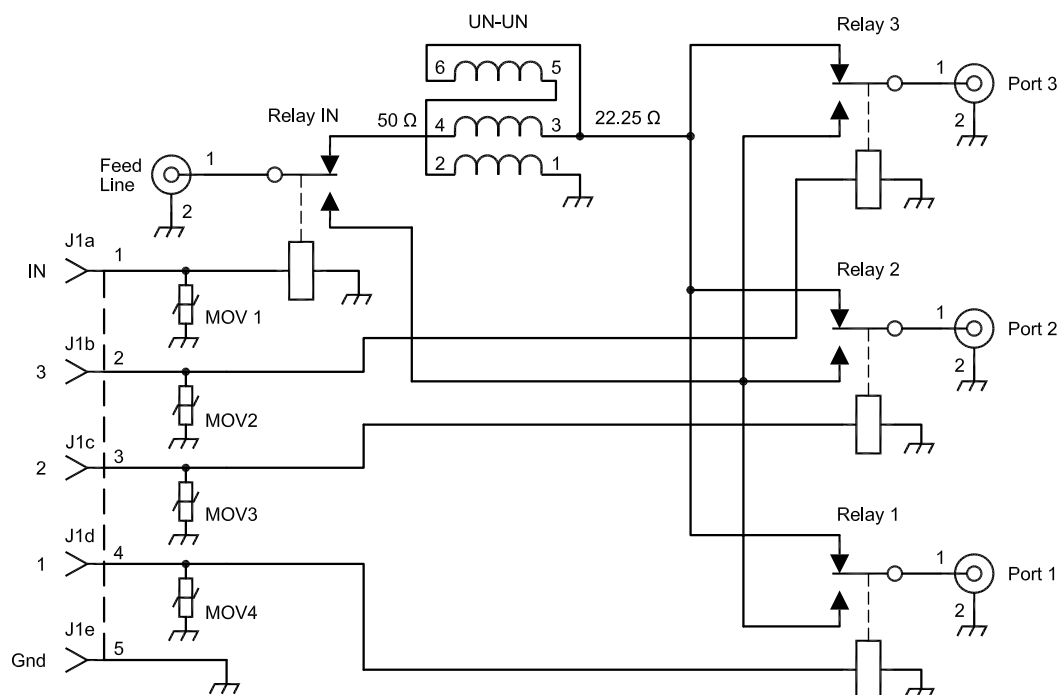 UN-UN
Relay 3
6 5
1
Port 3
Relay IN
50 Ω
4 3
22.25 Ω
2
Feed
Line
1
2 1
2
J1a
1
IN
Relay 2
MOV 1
1
Port 2
J1b
2
3
2
MOV2
J1c
3
2
MOV3
Relay 1
J1d
4
1
1
Port 1
MOV4
2
J1e
5
Gnd